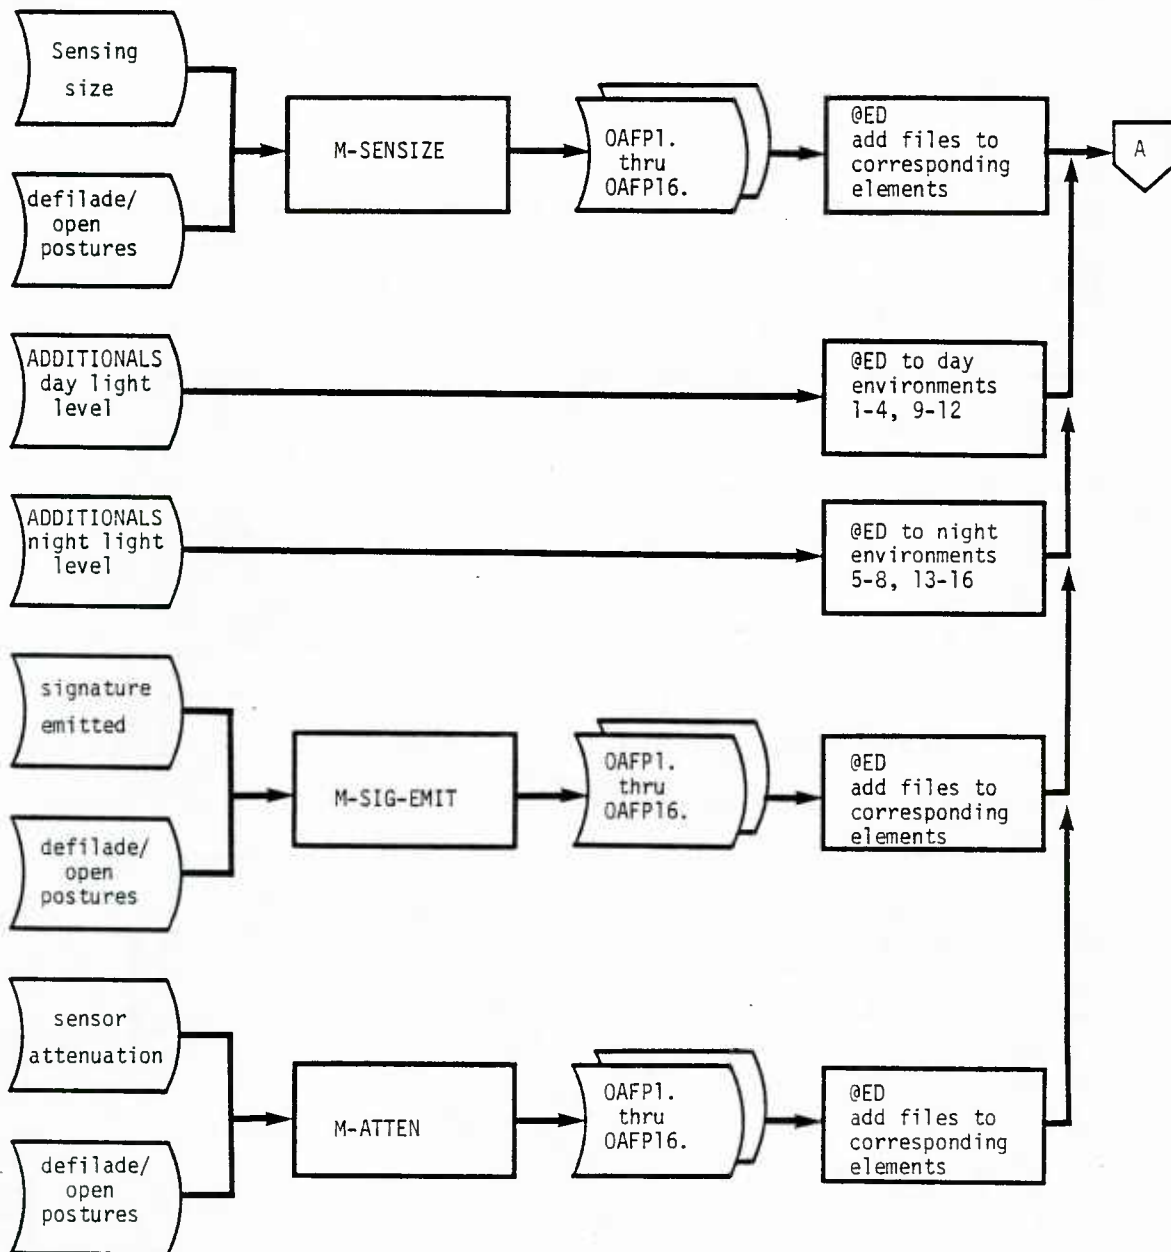 Sensing
size
M-SENSIZE
OAFP1.
thru
OAFP16.
@ED
add files to
corresponding
elements
A
defilade/
open
postures
ADDITIONALS
day light
level
@ED to day
environments
1-4, 9-12
ADDITIONALS
night light
level
@ED to night
environments
5-8, 13-16
signature
emitted
M-SIG-EMIT
OAFP1.
thru
OAFP16.
@ED
add files to
corresponding
elements
defilade/
open
postures
sensor
attenuation
M-ATTEN
OAFP1.
thru
OAFP16.
@ED
add files to
corresponding
elements
defilade/
open
postures